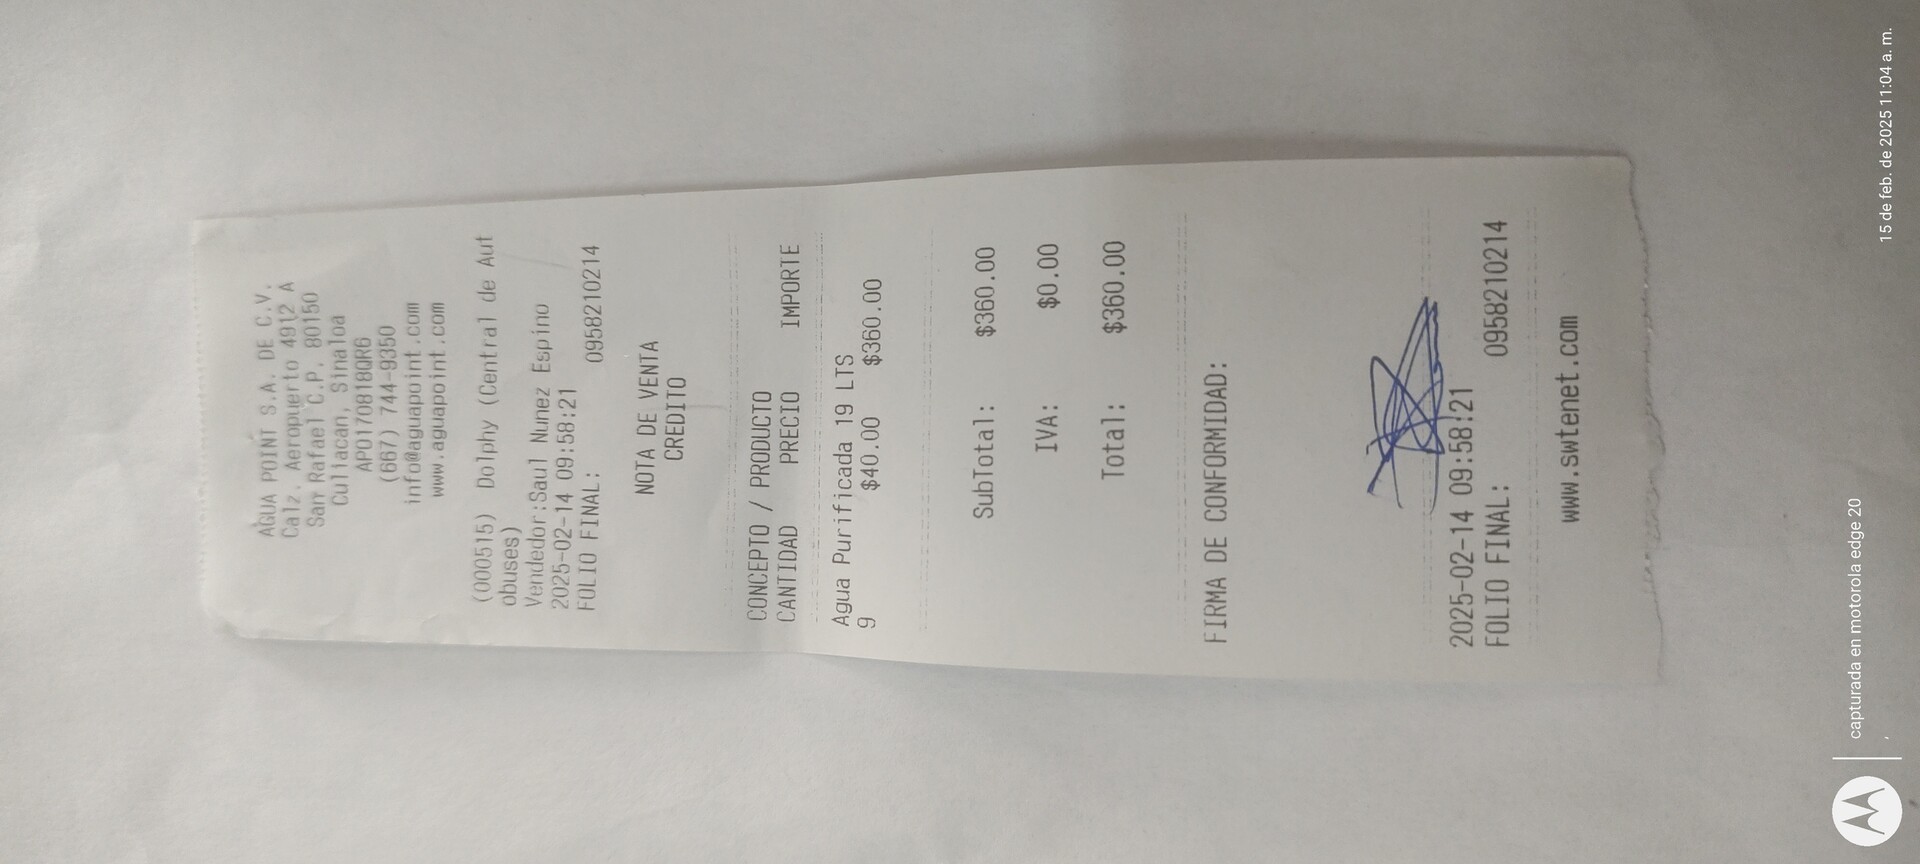 AGUA POINT S.A. DE C.V.
Calz. Aeropuerto 4912 A
San Rafael C.P. 80150
Culiacan, Sinaloa
APO170818QR6
(667) 744-9350
info@aguapoint.com
www.aguapoint.com
(000515) Dolphy (Central de Aut
obuses)
Vendedor:Saul Nunez Espino
2025-02-14 09:58:21
FOLIO FINAL: 0958210214
NOTA DE VENTA
CREDITO
CONCEPTO / PRODUCTO
CANTIDAD PRECIO IMPORTE
Agua Purificada 19 LTS
9 $40.00 $360.00
SubTotal: $360.00
IVA: $0.00
Total: $360.00
FIRMA DE CONFORMIDAD:
2025-02-14 09:58:21
FOLIO FINAL: 0958210214
www.swtenet.com
capturada en motorola edge 20
,
15 de feb. de 2025 11:04 a. m.